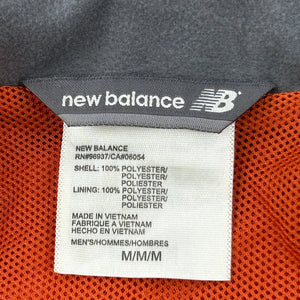 new balance NB
NEW BALANCE
RN#96937/CA#06054
SHELL: 100% POLYESTER/
POLYESTER/
POLIESTER
LINING: 100% POLYESTER/
POLYESTER/
POLIESTER
MADE IN VIETNAM
FABRIQUE A VIETNAM
HECHO EN VIETNAM
MEN'S/HOMMES/HOMBRES
M/M/M